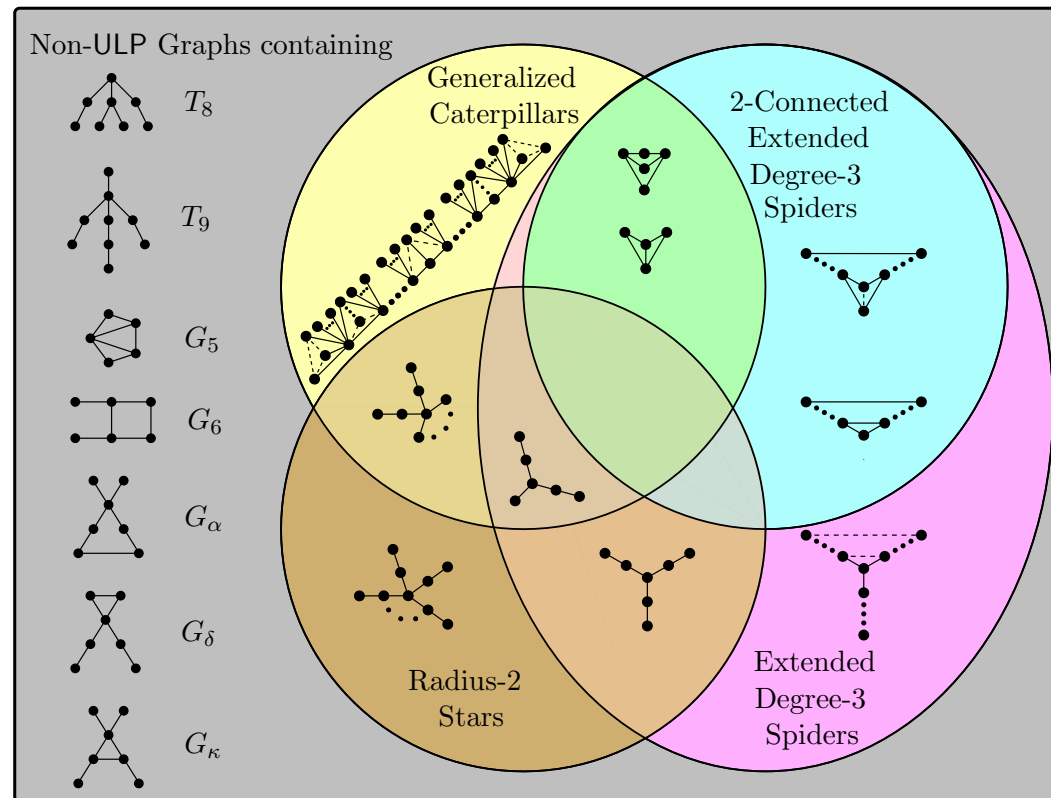 Non-ULP Graphs containing
T₈
T₉
G₅
G₆
Gα
Gδ
Gκ
Generalized
Caterpillars
2-Connected
Extended
Degree-3
Spiders
Radius-2
Stars
Extended
Degree-3
Spiders